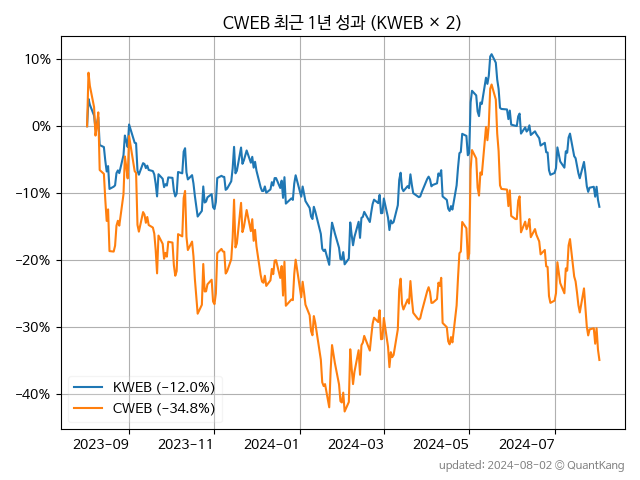 CWEB 최근 1년 성과 (KWEB × 2)
10%
0%
−10%
−20%
−30%
−40%
KWEB (−12.0%)
CWEB (−34.8%)
2023-09 2023-11 2024-01 2024-03 2024-05 2024-07
updated: 2024-08-02 © QuantKang